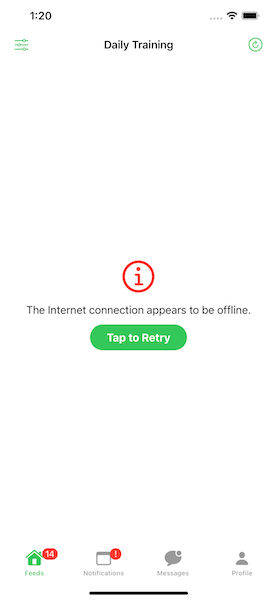 1:20
Daily Training
The Internet connection appears to be offline.
Tap to Retry
14
!
Feeds
Notifications
Messages
Profile